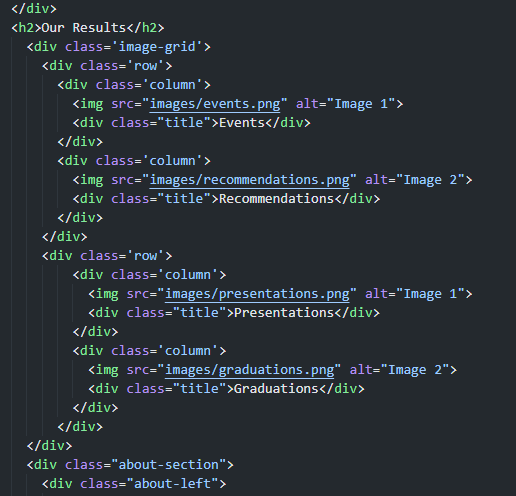 </div>
<h2>Our Results</h2>
<div class='image-grid'>
<div class='row'>
<div class='column'>
<img src="images/events.png" alt="Image 1">
<div class="title">Events</div>
</div>
<div class='column'>
<img src="images/recommendations.png" alt="Image 2">
<div class="title">Recommendations</div>
</div>
</div>
<div class='row'>
<div class='column'>
<img src="images/presentations.png" alt="Image 1">
<div class="title">Presentations</div>
</div>
<div class='column'>
<img src="images/graduations.png" alt="Image 2">
<div class="title">Graduations</div>
</div>
</div>
</div>
<div class="about-section">
<div class="about-left">